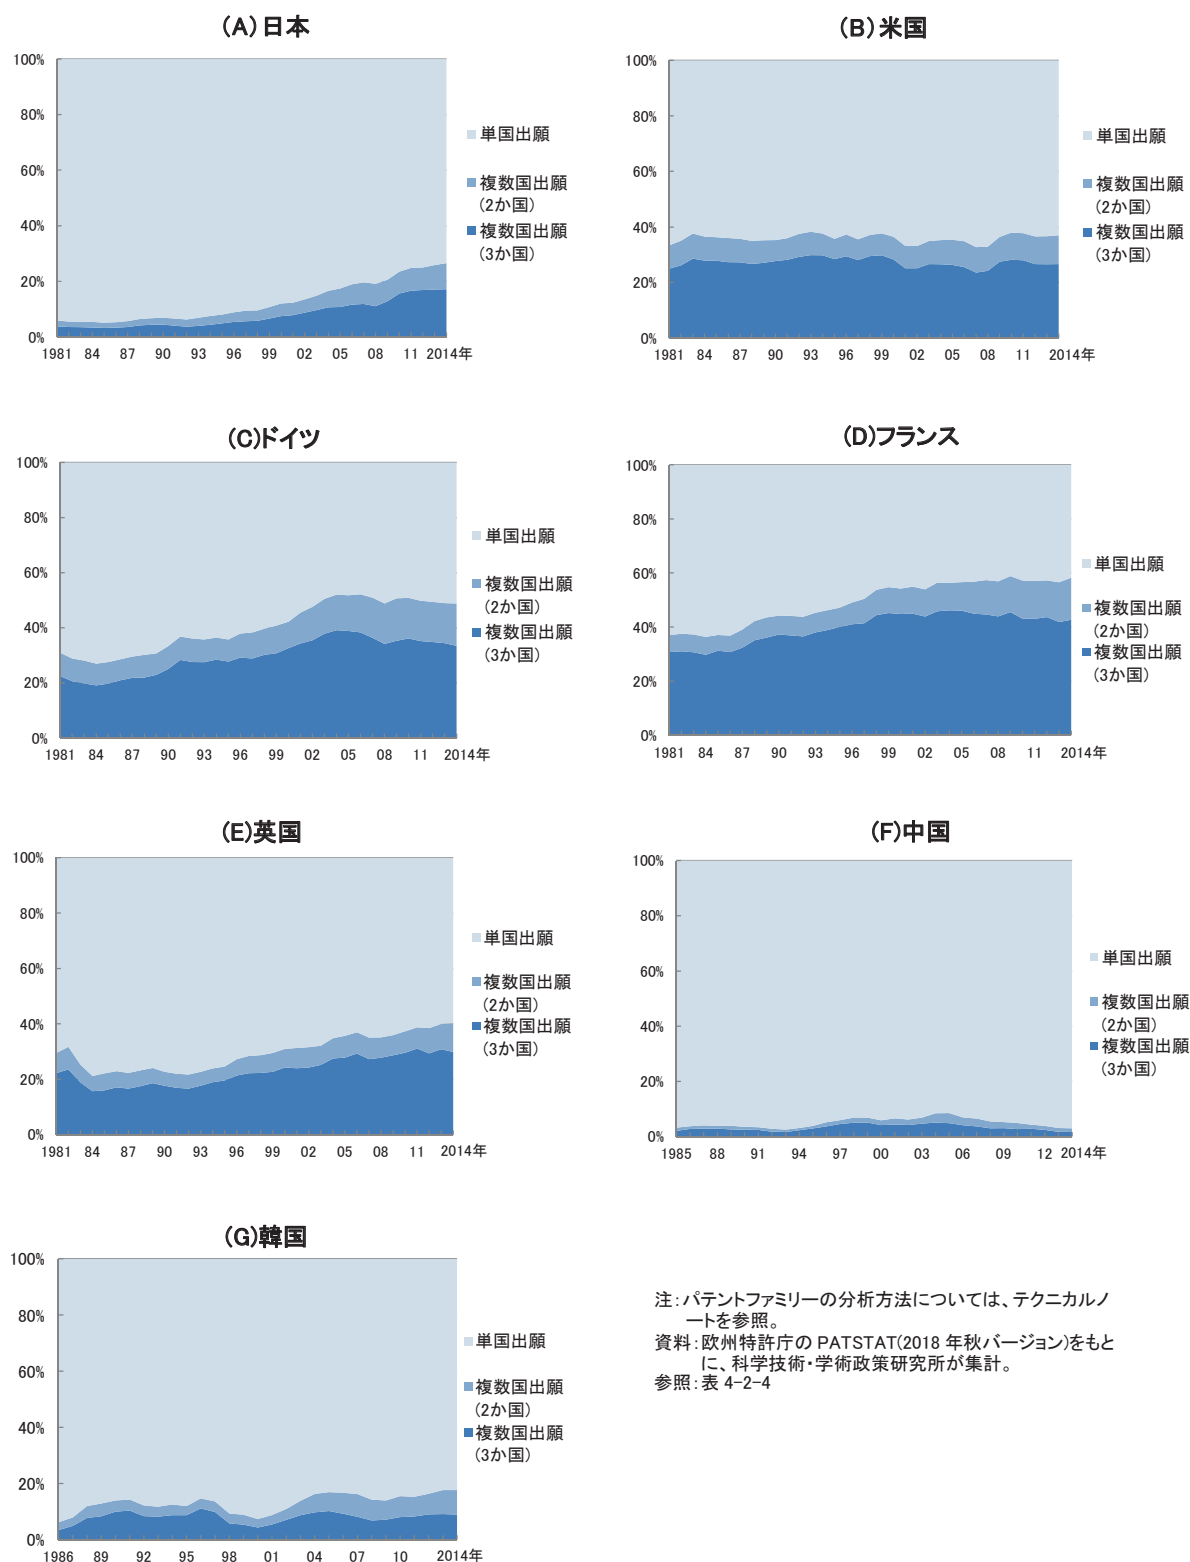 (A)日本
100%
80%
60%
40%
20%
0%
1981 84 87 90 93 96 99 02 05 08 11 2014年
単国出願
複数国出願
(2か国)
複数国出願
(3か国)
(B)米国
100%
80%
60%
40%
20%
0%
1981 84 87 90 93 96 99 02 05 08 11 2014年
単国出願
複数国出願
(2か国)
複数国出願
(3か国)
(C)ドイツ
100%
80%
60%
40%
20%
0%
1981 84 87 90 93 96 99 02 05 08 11 2014年
単国出願
複数国出願
(2か国)
複数国出願
(3か国)
(D)フランス
100%
80%
60%
40%
20%
0%
1981 84 87 90 93 96 99 02 05 08 11 2014年
単国出願
複数国出願
(2か国)
複数国出願
(3か国)
(E)英国
100%
80%
60%
40%
20%
0%
1981 84 87 90 93 96 99 02 05 08 11 2014年
単国出願
複数国出願
(2か国)
複数国出願
(3か国)
(F)中国
100%
80%
60%
40%
20%
0%
1985 88 91 94 97 00 03 06 09 12 2014年
単国出願
複数国出願
(2か国)
複数国出願
(3か国)
(G)韓国
100%
80%
60%
40%
20%
0%
1986 89 92 95 98 01 04 07 10 2014年
単国出願
複数国出願
(2か国)
複数国出願
(3か国)
注:パテントファミリーの分析方法については、テクニカルノ
ートを参照。
資料:欧州特許庁の PATSTAT(2018 年秋バージョン)をもと
に、科学技術・学術政策研究所が集計。
参照:表 4-2-4